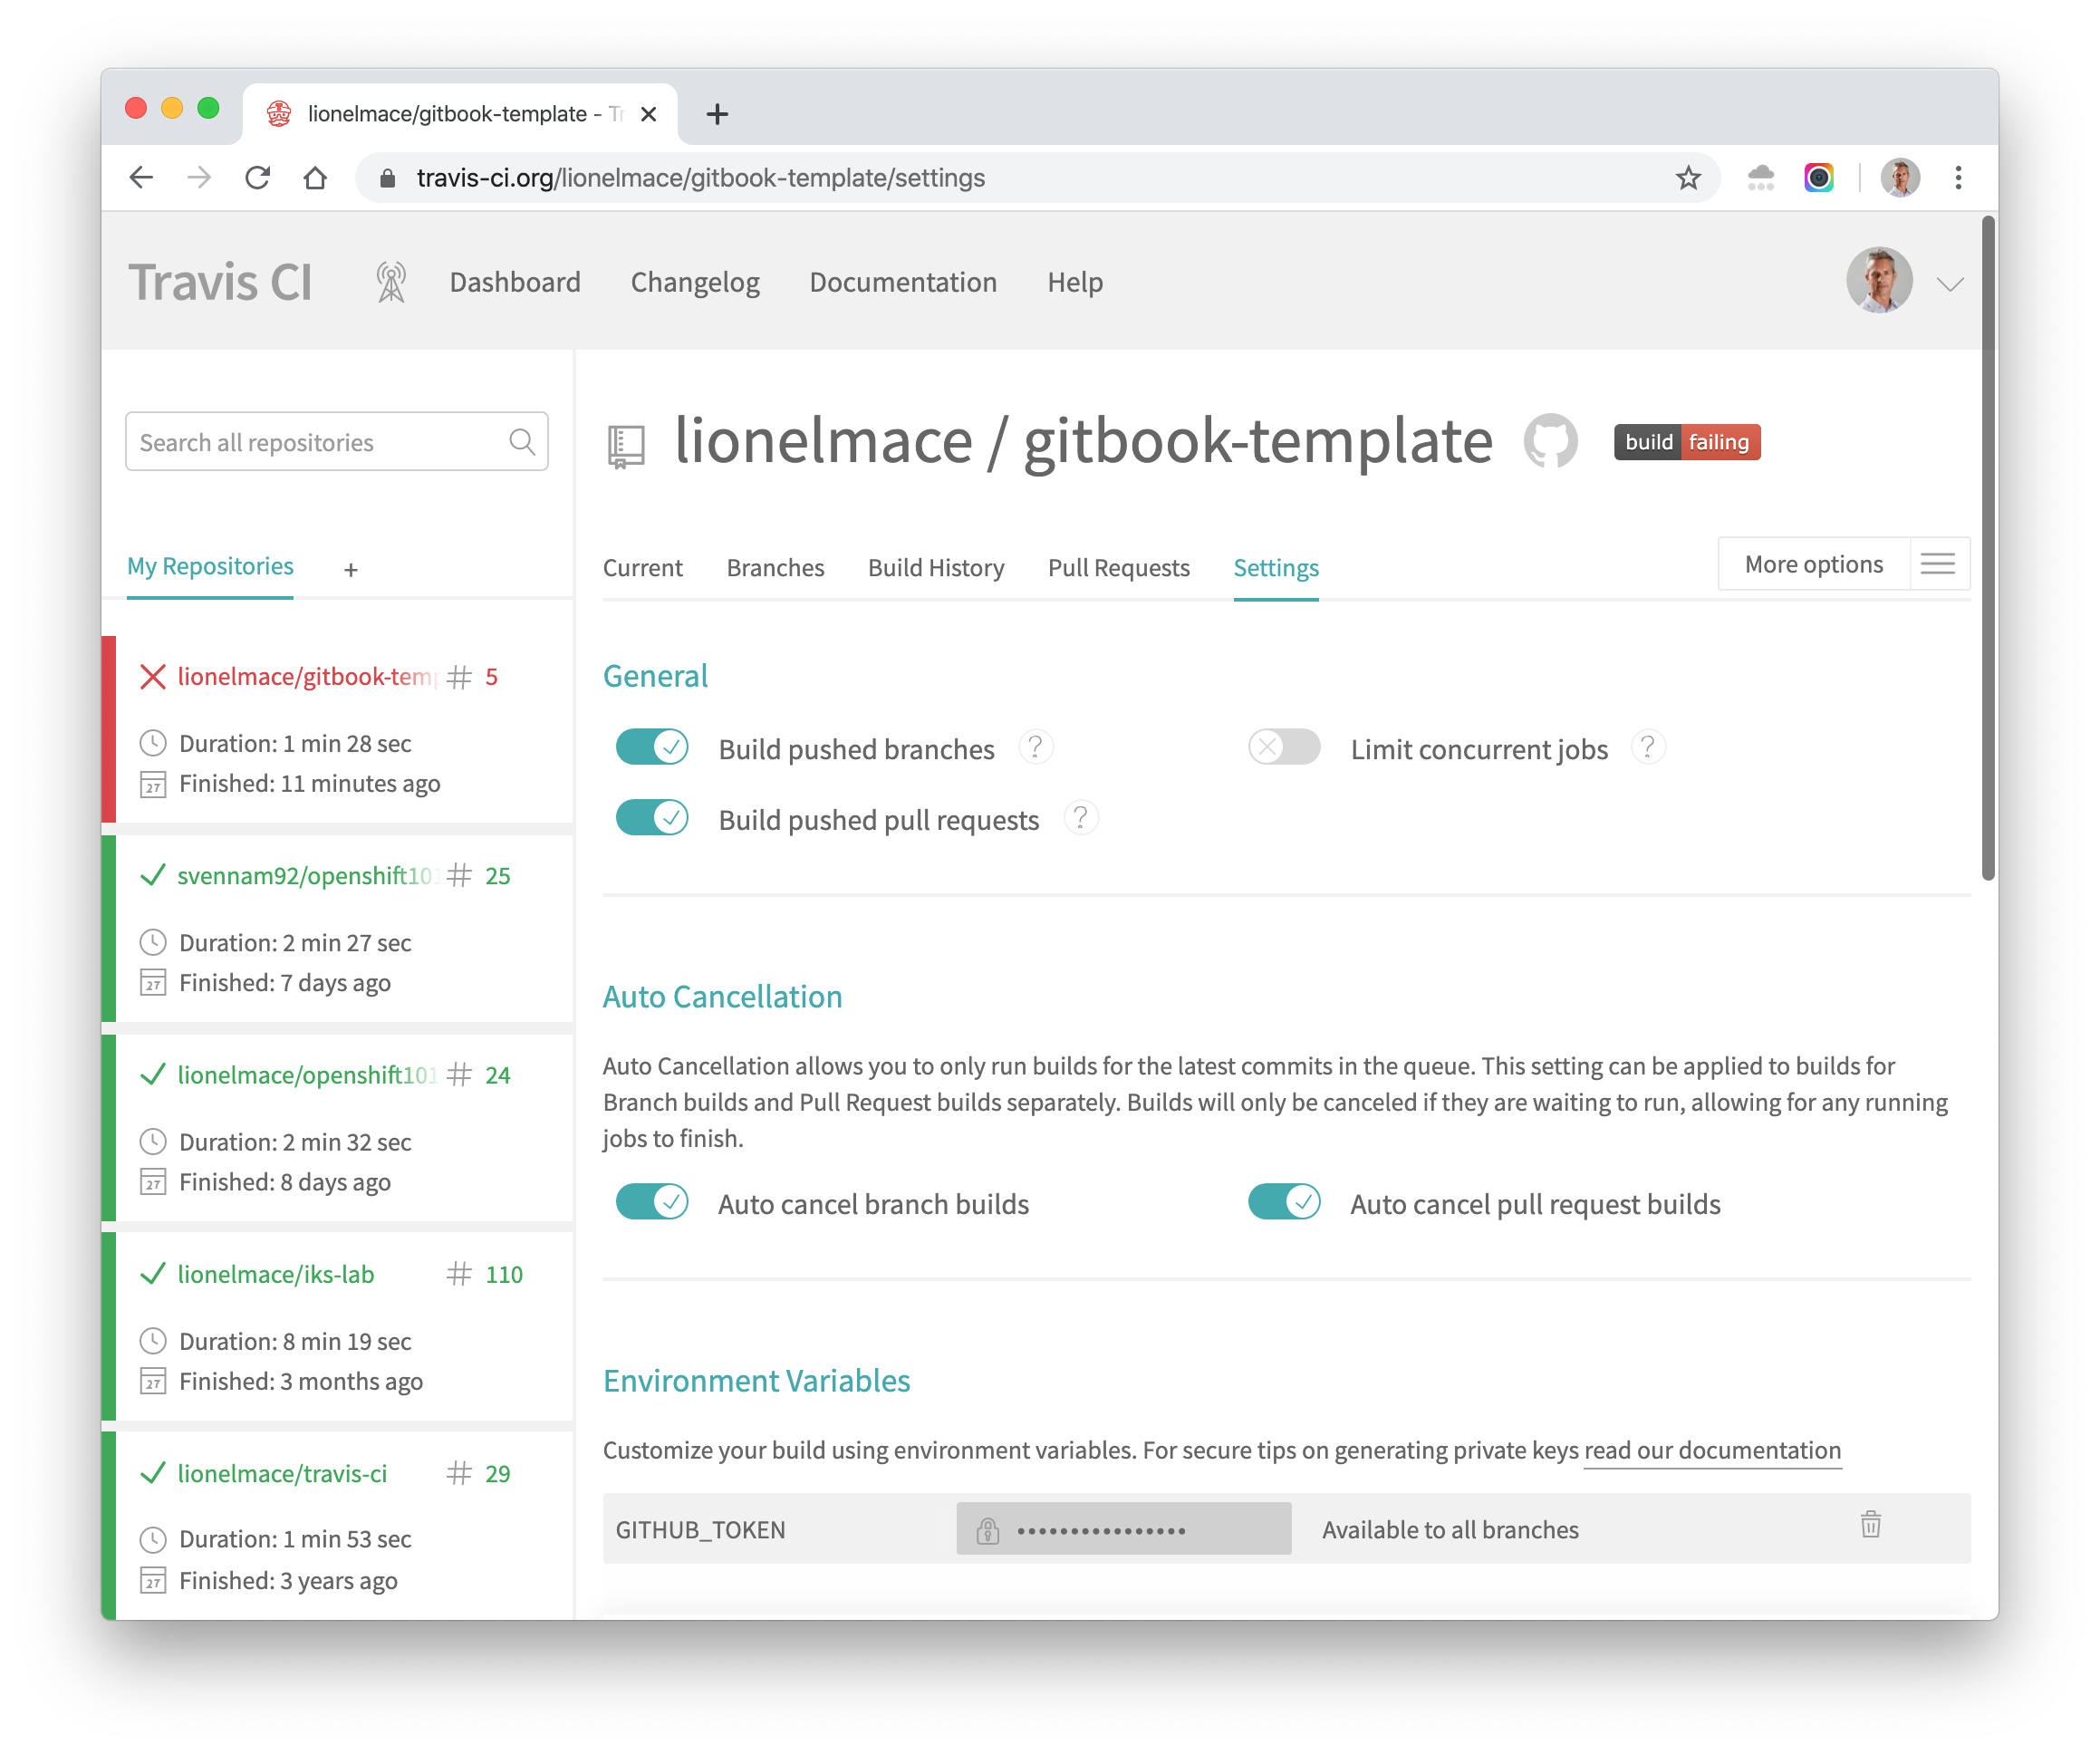 lionelmace/gitbook-template - Tr
travis-ci.org/lionelmace/gitbook-template/settings
Travis CI
Dashboard
Changelog
Documentation
Help
Search all repositories
My Repositories
+
lionelmace/gitbook-temp # 5
Duration: 1 min 28 sec
27 Finished: 11 minutes ago
svennam92/openshift101 # 25
Duration: 2 min 27 sec
27 Finished: 7 days ago
lionelmace/openshift101 # 24
Duration: 2 min 32 sec
27 Finished: 8 days ago
lionelmace/iks-lab # 110
Duration: 8 min 19 sec
27 Finished: 3 months ago
lionelmace/travis-ci # 29
Duration: 1 min 53 sec
27 Finished: 3 years ago
lionelmace / gitbook-template
build failing
Current
Branches
Build History
Pull Requests
Settings
More options
General
Build pushed branches ?
Limit concurrent jobs ?
Build pushed pull requests ?
Auto Cancellation
Auto Cancellation allows you to only run builds for the latest commits in the queue. This setting can be applied to builds for
Branch builds and Pull Request builds separately. Builds will only be canceled if they are waiting to run, allowing for any running
jobs to finish.
Auto cancel branch builds
Auto cancel pull request builds
Environment Variables
Customize your build using environment variables. For secure tips on generating private keys read our documentation
GITHUB_TOKEN
••••••••••••••••
Available to all branches